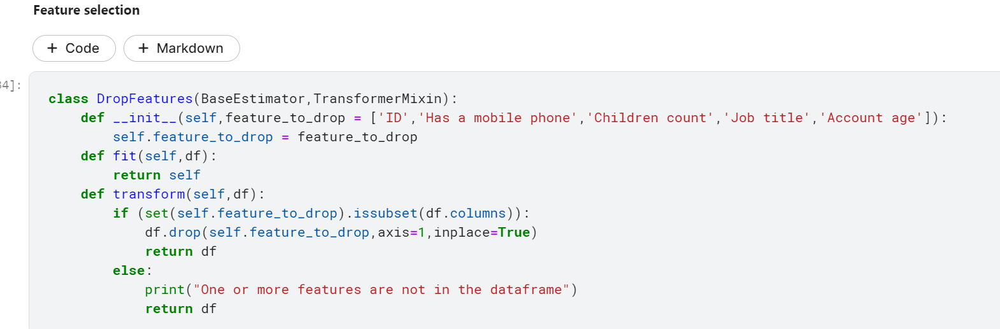 Feature selection
+ Code + Markdown
34]:
class DropFeatures(BaseEstimator,TransformerMixin):
    def __init__(self,feature_to_drop = ['ID','Has a mobile phone','Children count','Job title','Account age']):
        self.feature_to_drop = feature_to_drop
    def fit(self,df):
        return self
    def transform(self,df):
        if (set(self.feature_to_drop).issubset(df.columns)):
            df.drop(self.feature_to_drop,axis=1,inplace=True)
            return df
        else:
            print("One or more features are not in the dataframe")
            return df